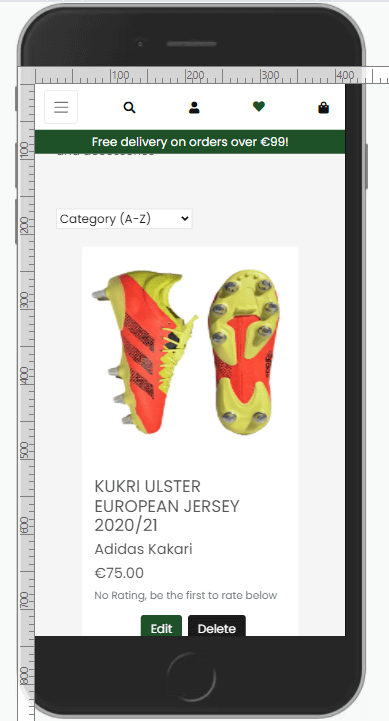 100
200
300
400
Free delivery on orders over €99!
and accessories
Category (A-Z)
KUKRI ULSTER
EUROPEAN JERSEY
2020/21
Adidas Kakari
€75.00
No Rating, be the first to rate below
Edit
Delete
100
200
300
400
500
600
700
800